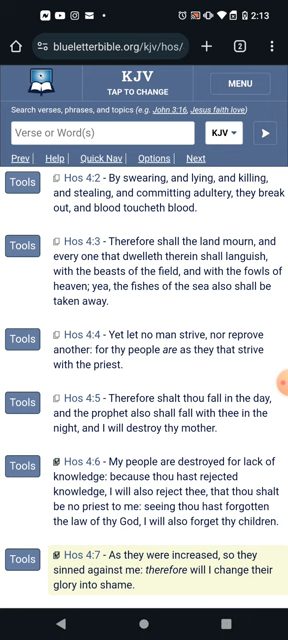 2:13
blueletterbible.org/kjv/hos/
2
KJV
TAP TO CHANGE
MENU
Search verses, phrases, and topics (e.g. John 3:16, Jesus faith love)
Verse or Word(s)
KJV
Prev | Help | Quick Nav | Options | Next
Tools
Hos 4:2 - By swearing, and lying, and killing,
and stealing, and committing adultery, they break
out, and blood toucheth blood.
Tools
Hos 4:3 - Therefore shall the land mourn, and
every one that dwelleth therein shall languish,
with the beasts of the field, and with the fowls of
heaven; yea, the fishes of the sea also shall be
taken away.
Tools
Hos 4:4 - Yet let no man strive, nor reprove
another: for thy people are as they that strive
with the priest.
Tools
Hos 4:5 - Therefore shalt thou fall in the day,
and the prophet also shall fall with thee in the
night, and I will destroy thy mother.
Tools
Hos 4:6 - My people are destroyed for lack of
knowledge: because thou hast rejected
knowledge, I will also reject thee, that thou shalt
be no priest to me: seeing thou hast forgotten
the law of thy God, I will also forget thy children.
Tools
Hos 4:7 - As they were increased, so they
sinned against me: therefore will I change their
glory into shame.